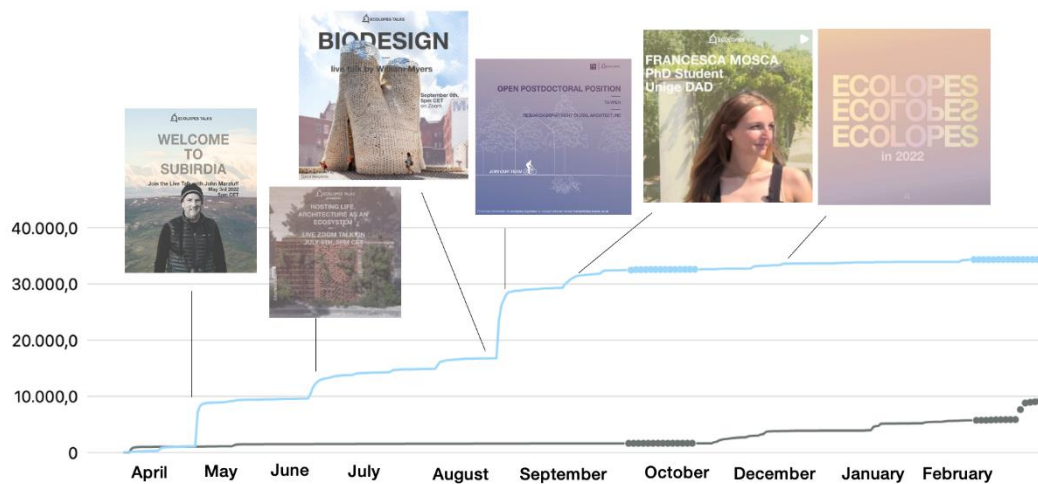 ECOLOPES TALKS
BIODESIGN
live talk by William Myers
September 6th,
5pm CET
on Zoom
ECOLOPES TALKS
WELCOME
TO
SUBIRDIA
Join the Live Talk with John Marzluff
May 3rd 2022
5pm CET
ECOLOPES TALKS
HOSTING LIFE.
ARCHITECTURE AS AN
ECOSYSTEM
LIVE ZOOM TALK ON
JULY 5TH, 5PM CET
OPEN POSTDOCTORAL POSITION
FRANCESCA MOSCA
PhD Student
Unige DAD
ECOLOPES
ECOLOPES
ECOLOPES
in 2022
40.000,0
30.000,0
20.000,0
10.000,0
0
April May June July August September October December January February